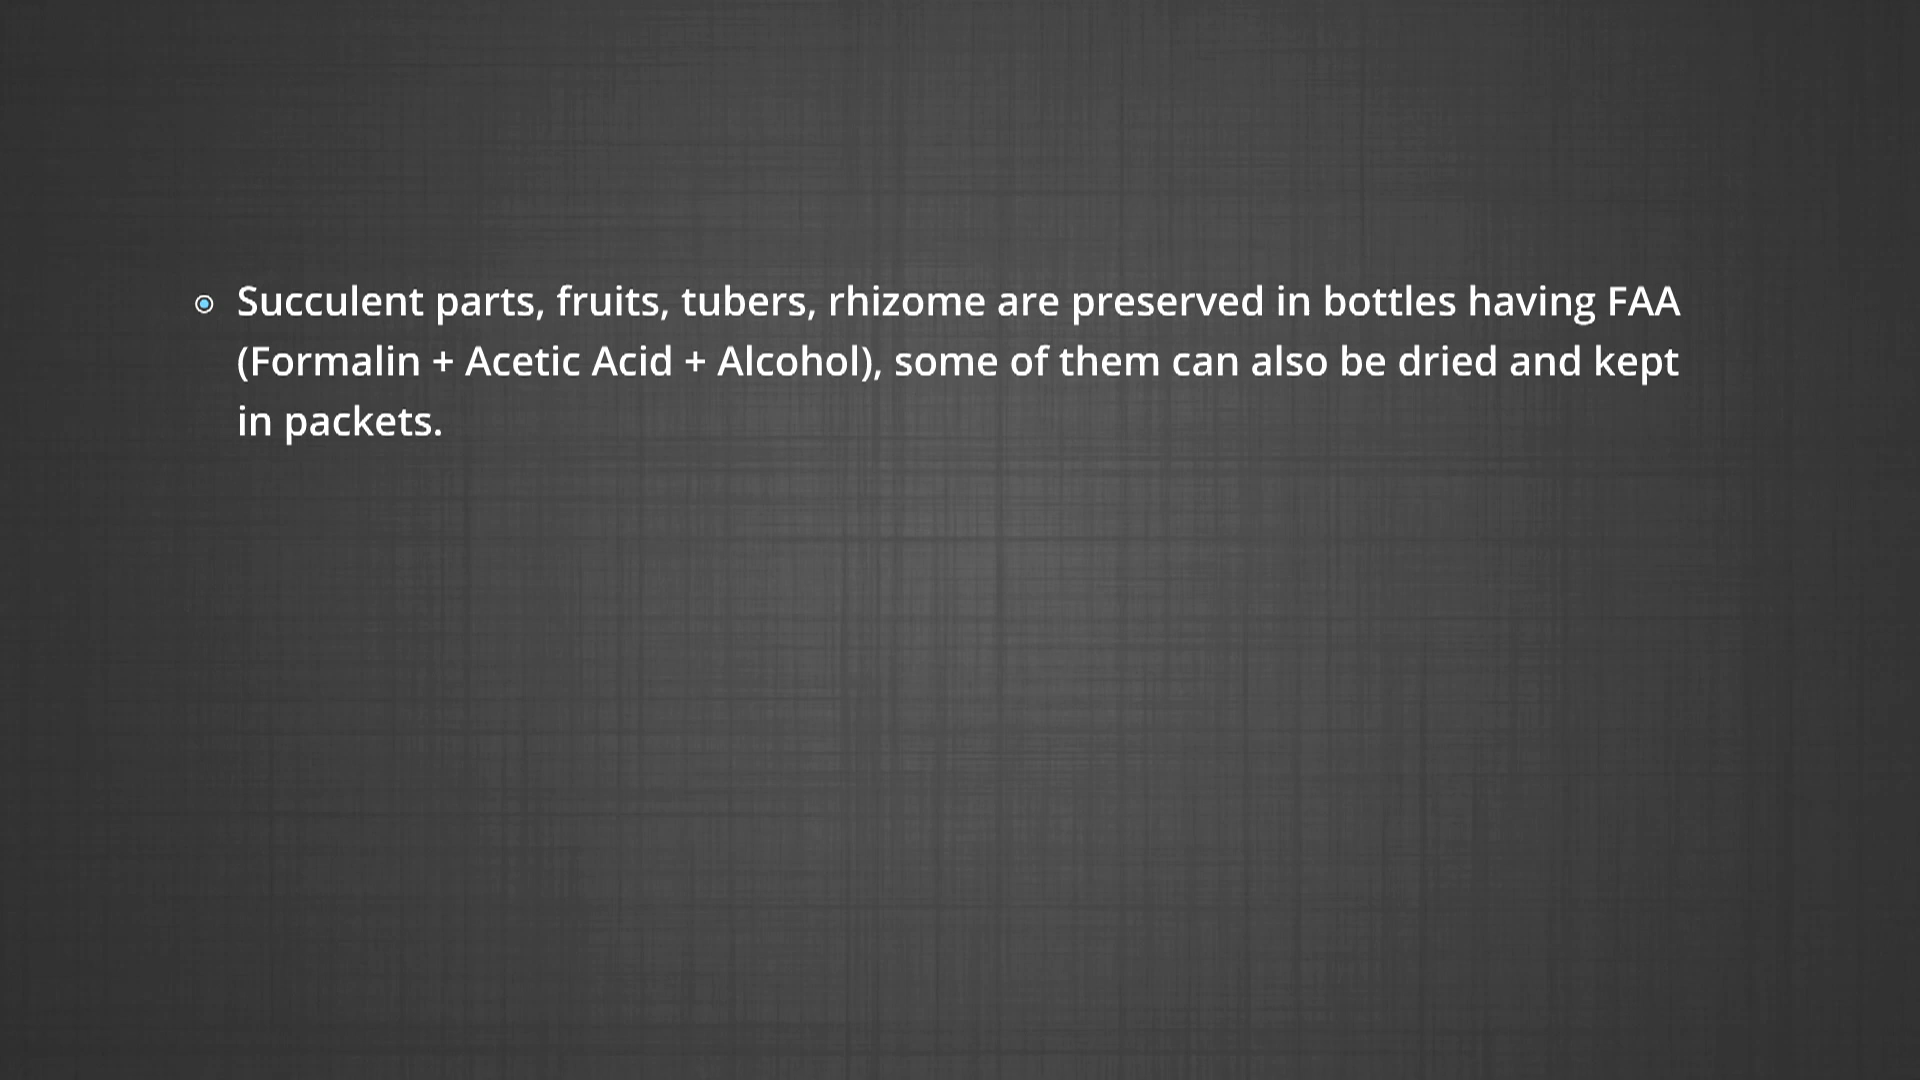 Succulent parts, fruits, tubers, rhizome are preserved in bottles having FAA
(Formalin + Acetic Acid + Alcohol), some of them can also be dried and kept
in packets.